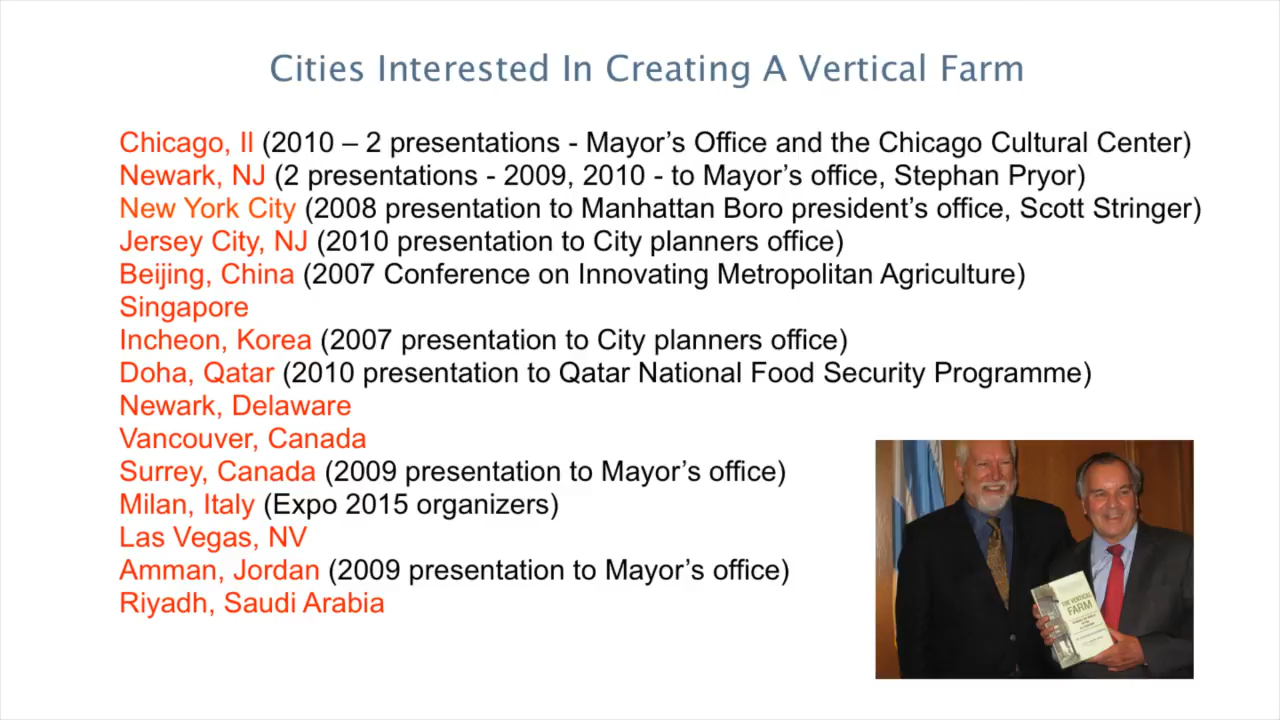 Cities Interested In Creating A Vertical Farm
Chicago, Il (2010 – 2 presentations - Mayor's Office and the Chicago Cultural Center)
Newark, NJ (2 presentations - 2009, 2010 - to Mayor's office, Stephan Pryor)
New York City (2008 presentation to Manhattan Boro president's office, Scott Stringer)
Jersey City, NJ (2010 presentation to City planners office)
Beijing, China (2007 Conference on Innovating Metropolitan Agriculture)
Singapore
Incheon, Korea (2007 presentation to City planners office)
Doha, Qatar (2010 presentation to Qatar National Food Security Programme)
Newark, Delaware
Vancouver, Canada
Surrey, Canada (2009 presentation to Mayor's office)
Milan, Italy (Expo 2015 organizers)
Las Vegas, NV
Amman, Jordan (2009 presentation to Mayor's office)
Riyadh, Saudi Arabia
THE VERTICAL
FARM